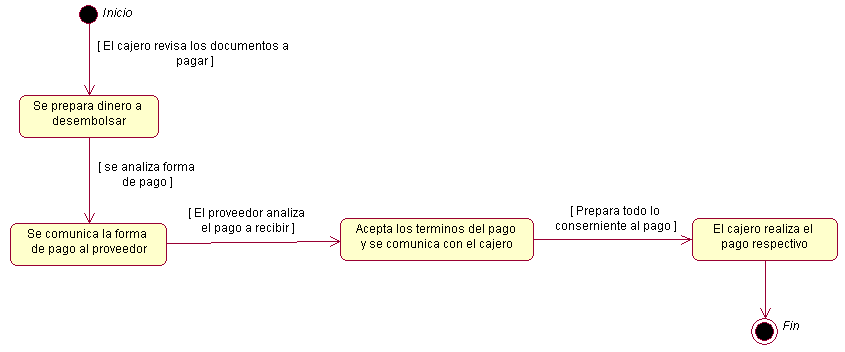 Inicio
[ El cajero revisa los documentos a
pagar ]
Se prepara dinero a
desembolsar
[ se analiza forma
de pago ]
Se comunica la forma
de pago al proveedor
[ El proveedor analiza
el pago a recibir ]
Acepta los terminos del pago
y se comunica con el cajero
[ Prepara todo lo
conserniente al pago ]
El cajero realiza el
pago respectivo
Fin